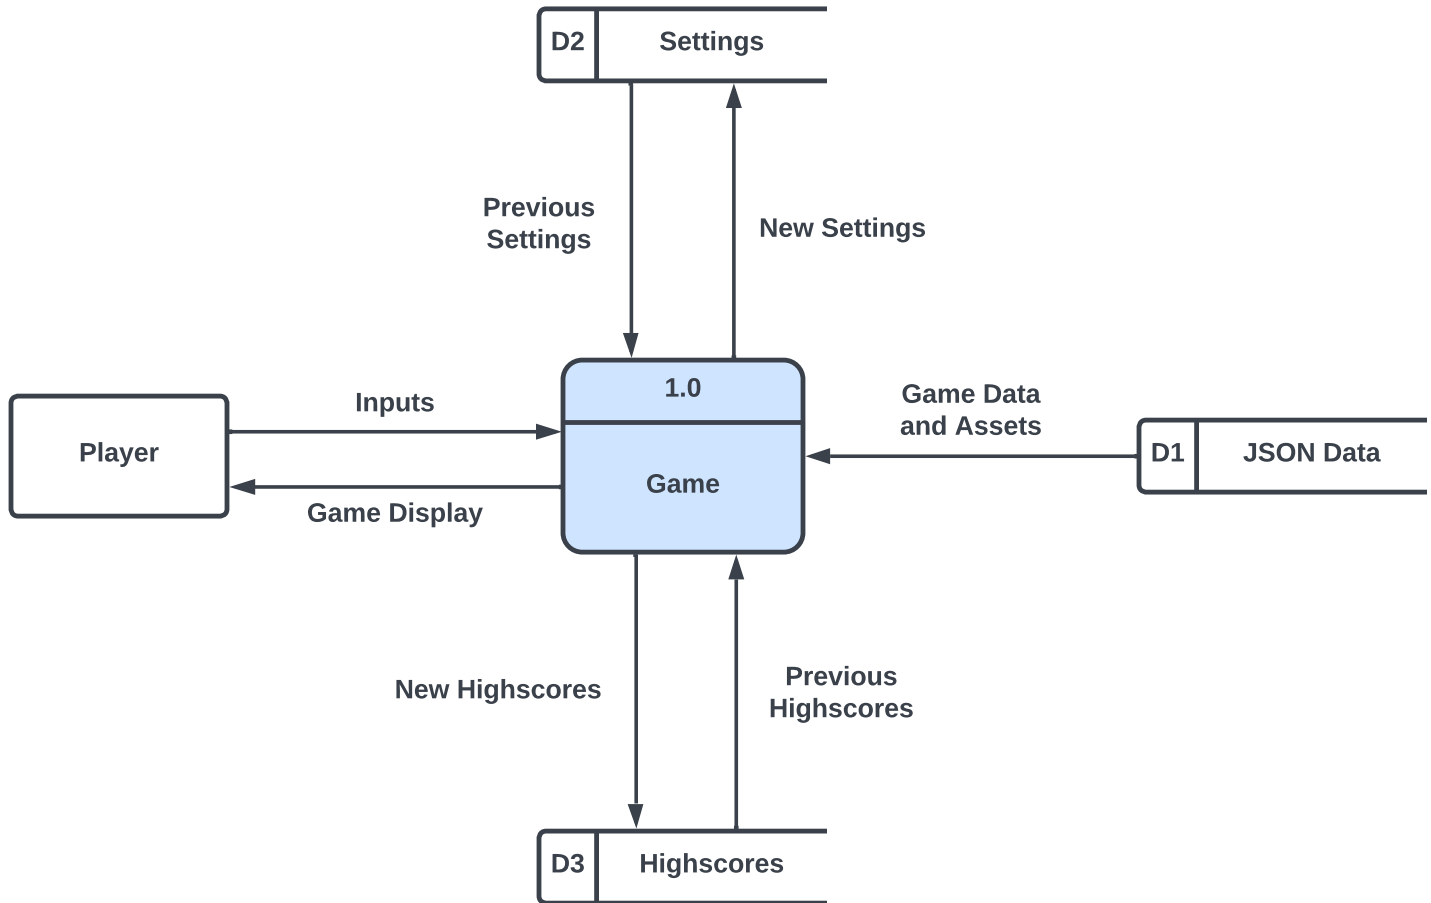 D2 Settings
Previous
Settings
New Settings
1.0
Inputs
Game Data
and Assets
Player
Game
D1 JSON Data
Game Display
New Highscores
Previous
Highscores
D3 Highscores